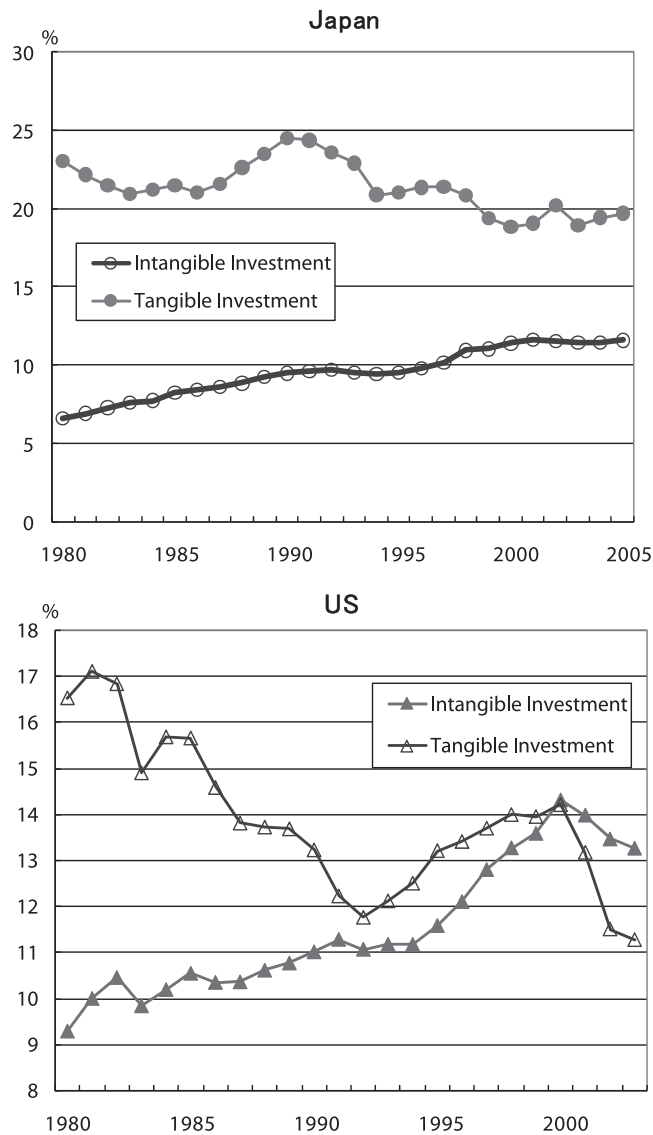 Japan
%
30
25
20
Intangible Investment
Tangible Investment
15
10
5
0
1980 1985 1990 1995 2000 2005
US
%
18
17
Intangible Investment
16
Tangible Investment
15
14
13
12
11
10
9
8
1980 1985 1990 1995 2000